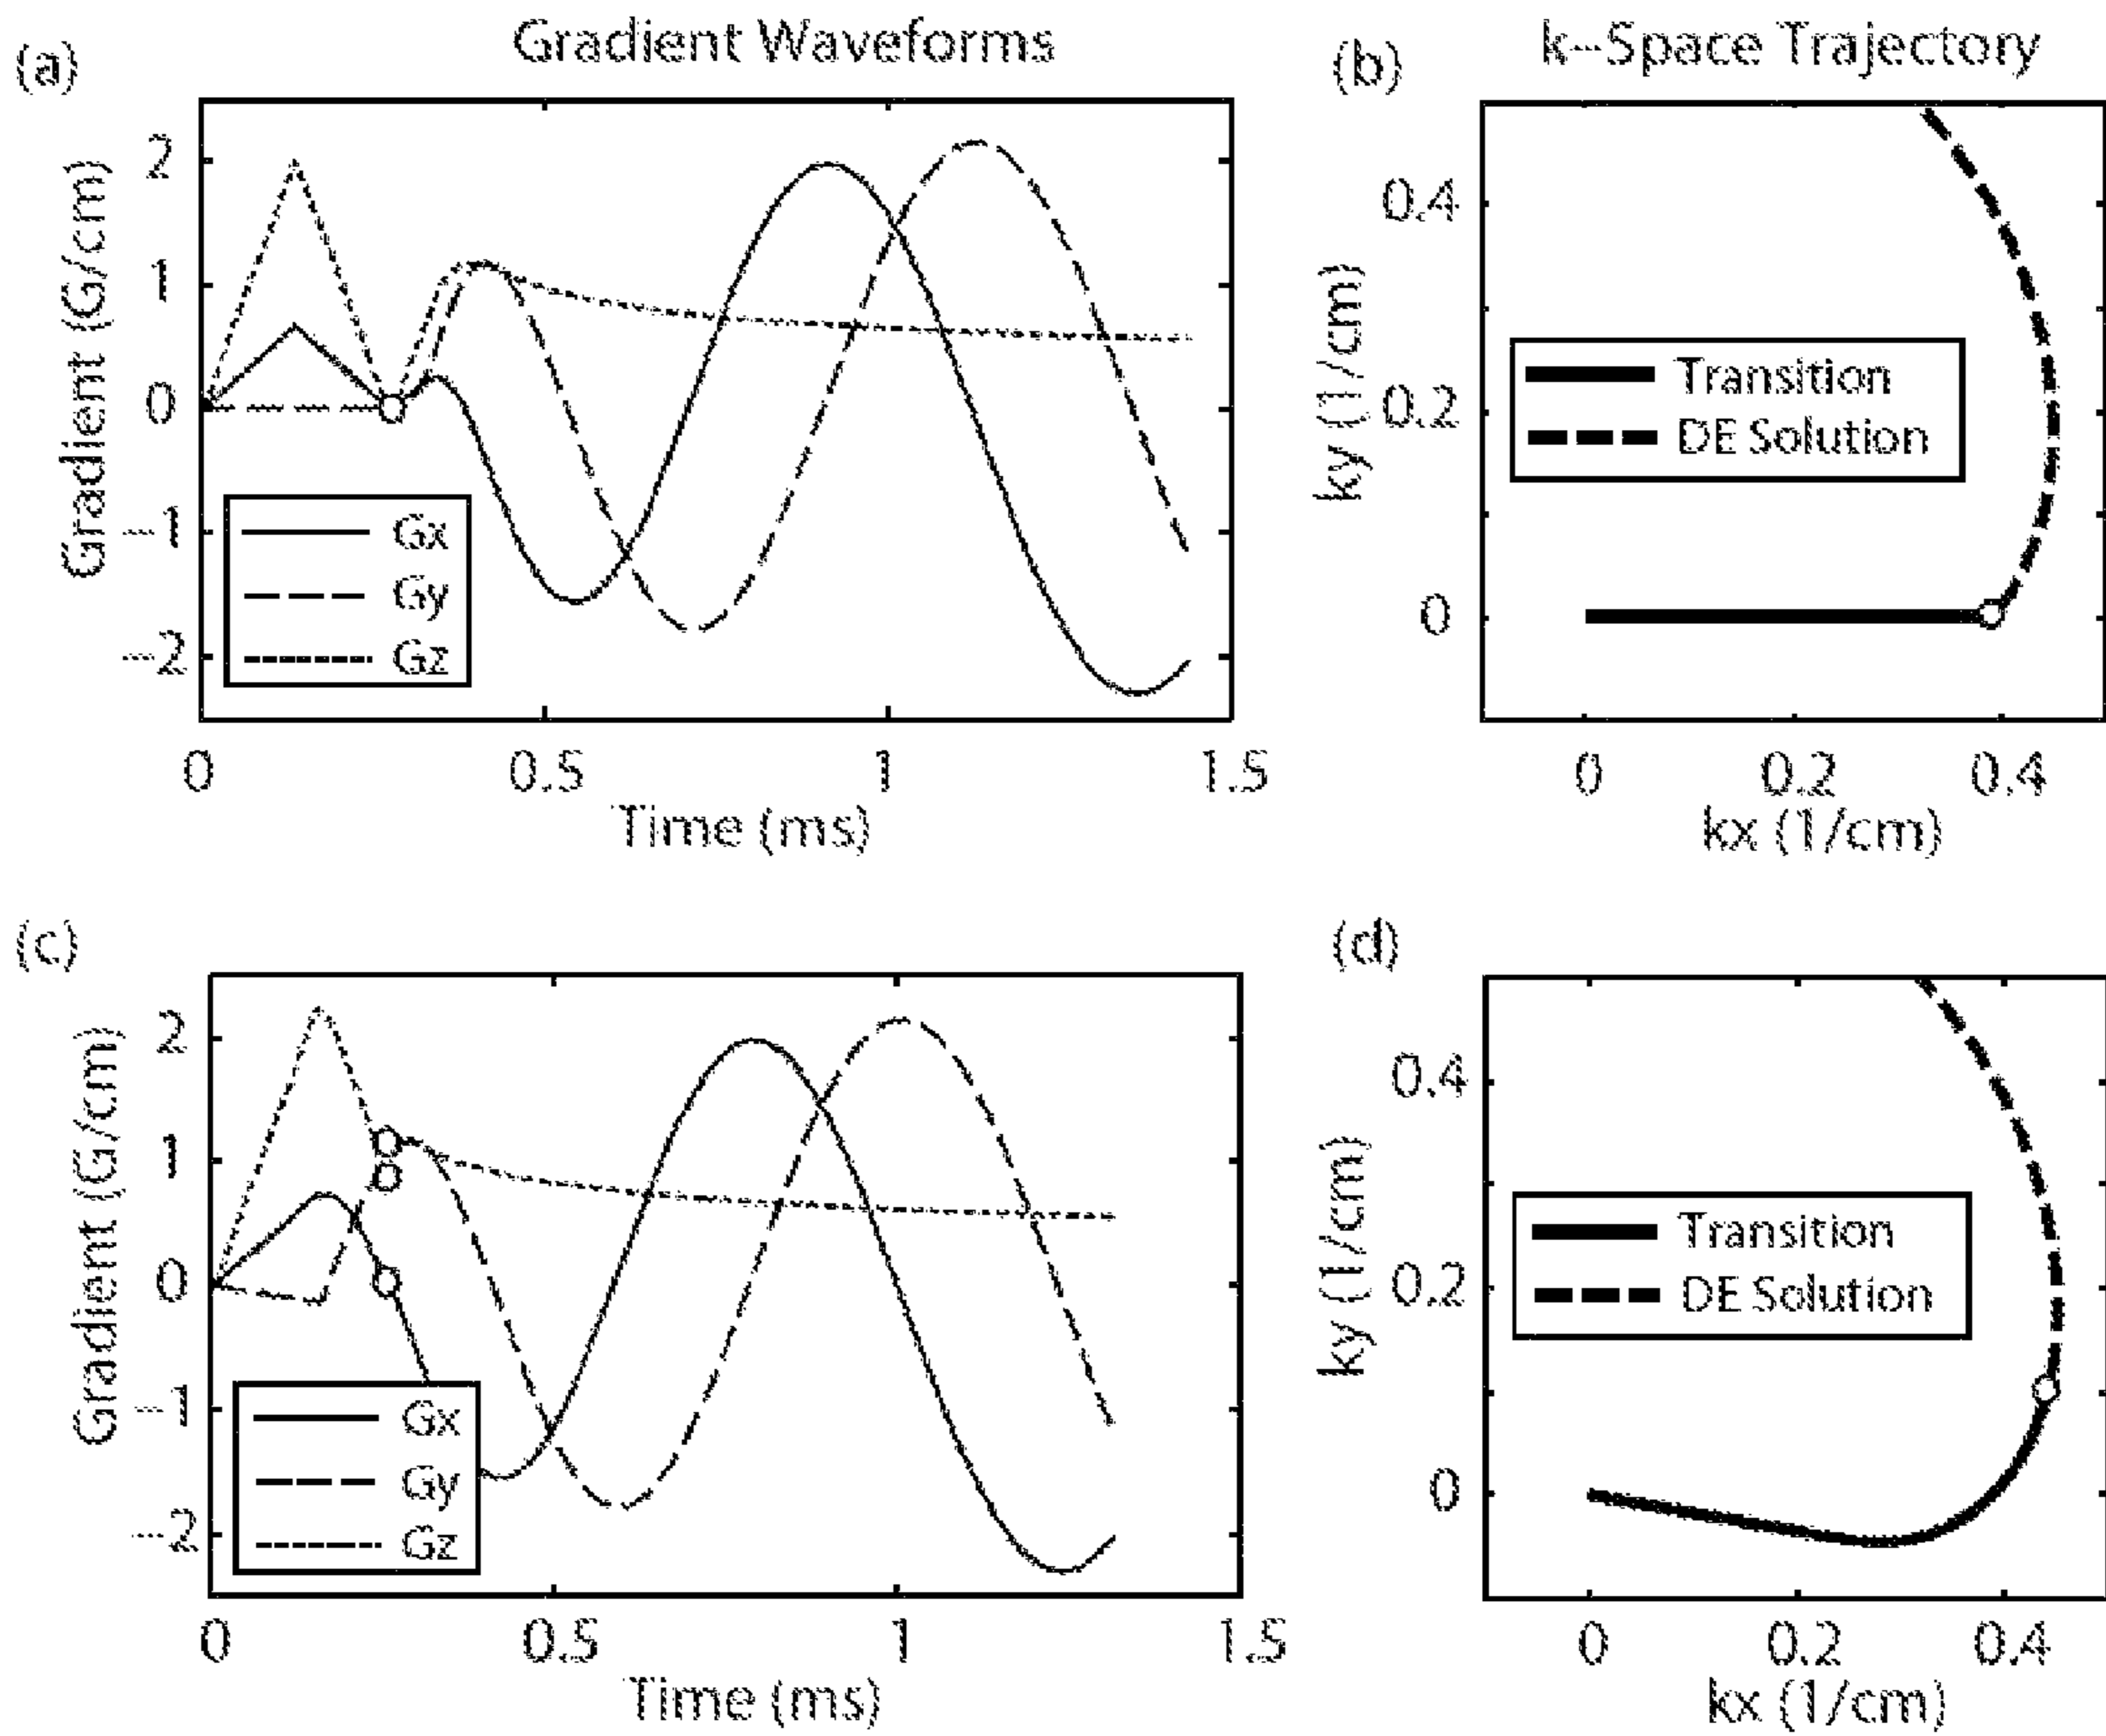 Gradient Waveforms
k-Space Trajectory
(a)
(b)
2
1
0
-1
-2
Gradient (G/cm)
Gx
Gy
Gz
0
0.5
1
1.5
Time (ms)
0.4
0.2
0
ky (1/cm)
Transition
DE Solution
0
0.2
0.4
kx (1/cm)
(c)
(d)
2
1
0
-1
-2
Gradient (G/cm)
Gx
Gy
Gz
0
0.5
1
1.5
Time (ms)
0.4
0.2
0
ky (1/cm)
Transition
DE Solution
0
0.2
0.4
kx (1/cm)